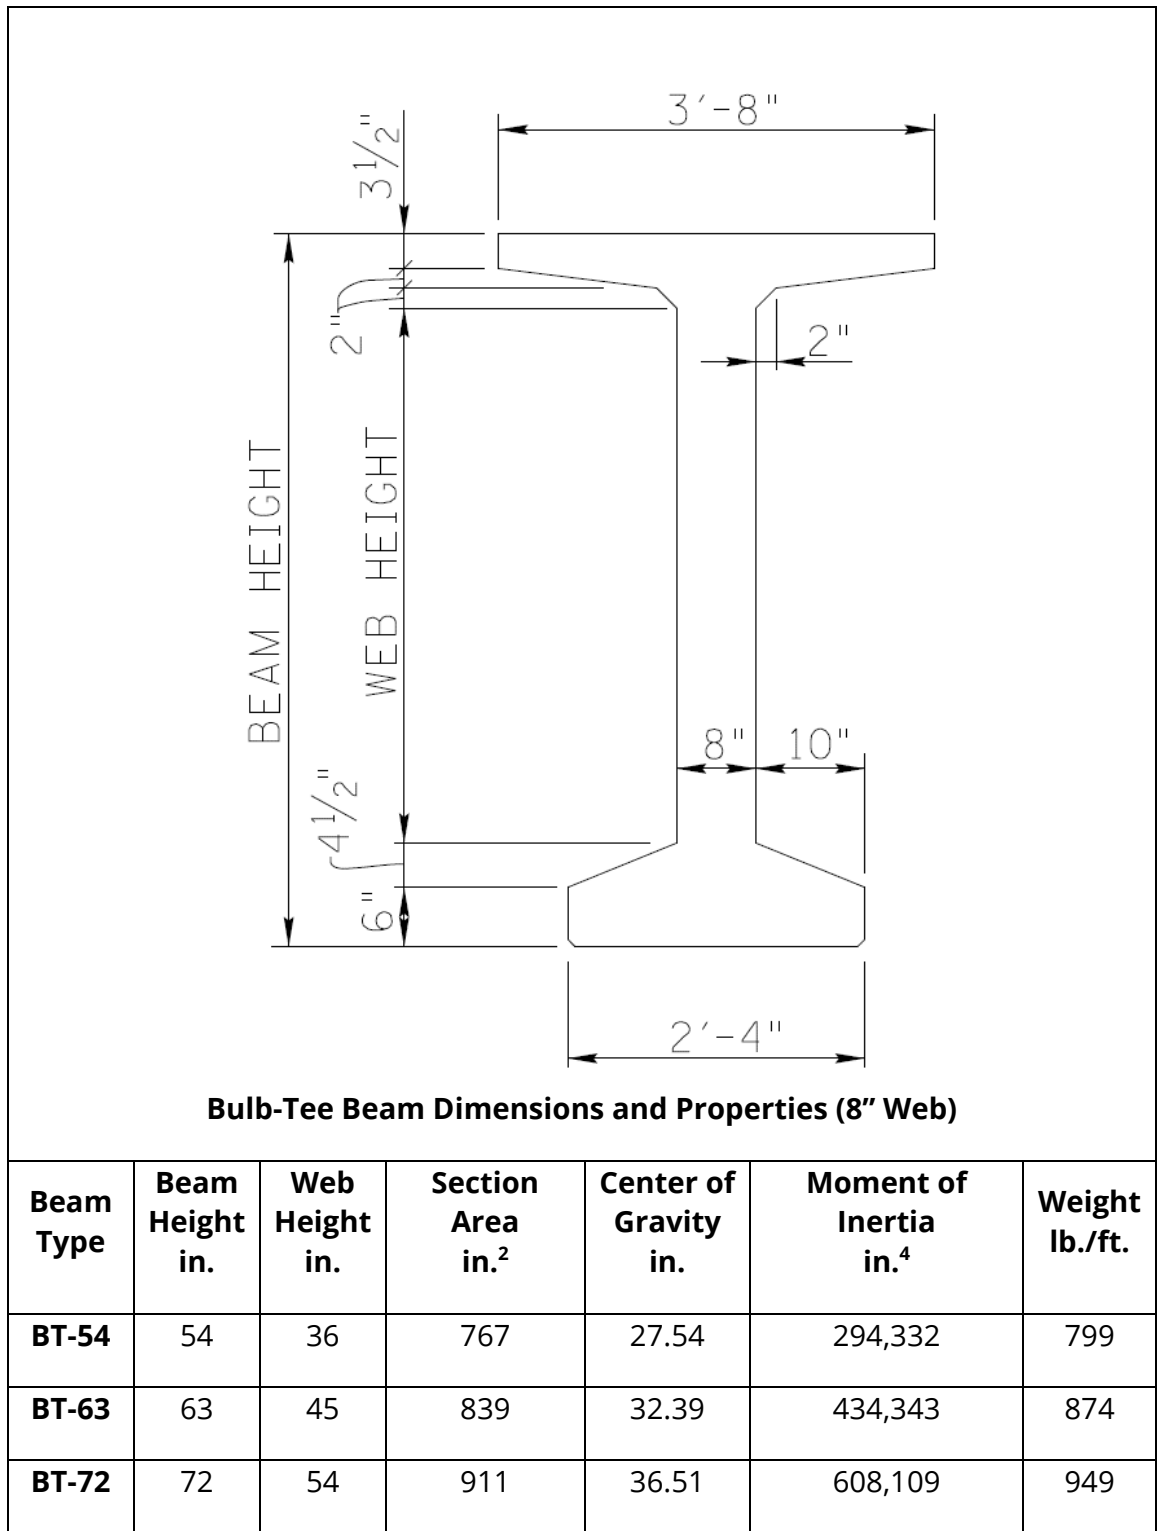 3′-8"
3½"
2"
2"
BEAM HEIGHT
WEB HEIGHT
8" 10"
4½"
6"
2′-4"
Bulb-Tee Beam Dimensions and Properties (8” Web)
Beam Type Beam Height in. Web Height in. Section Area in.² Center of Gravity in. Moment of Inertia in.⁴ Weight lb./ft.
BT-54 54 36 767 27.54 294,332 799
BT-63 63 45 839 32.39 434,343 874
BT-72 72 54 911 36.51 608,109 949